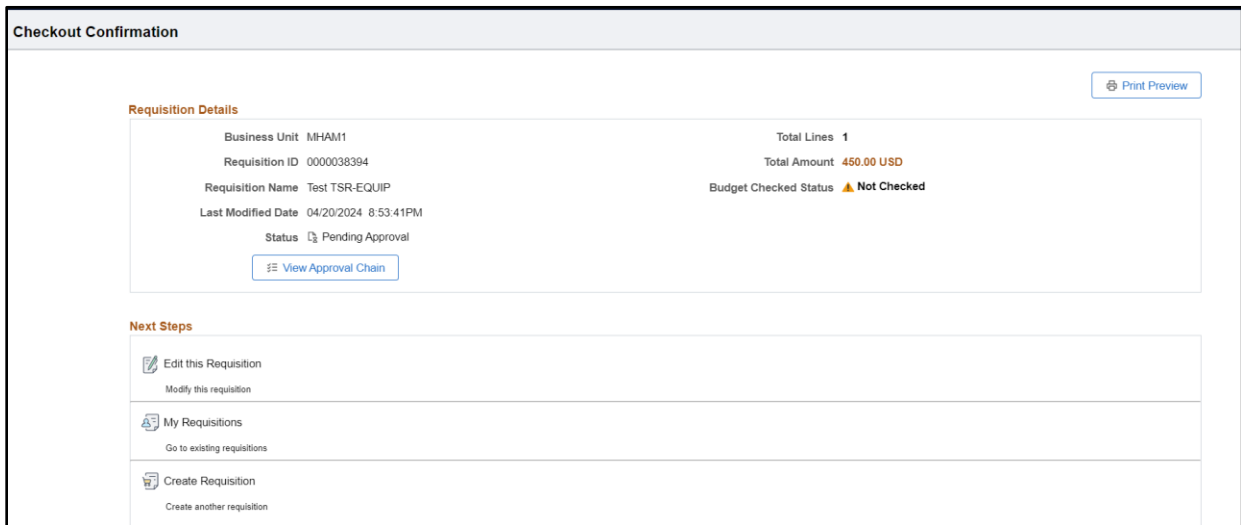 Checkout Confirmation
Print Preview
Requisition Details
Business Unit MHAM1
Requisition ID 0000038394
Requisition Name Test TSR-EQUIP
Last Modified Date 04/20/2024 8:53:41PM
Status Pending Approval
View Approval Chain
Total Lines 1
Total Amount 450.00 USD
Budget Checked Status Not Checked
Next Steps
Edit this Requisition
Modify this requisition
My Requisitions
Go to existing requisitions
Create Requisition
Create another requisition